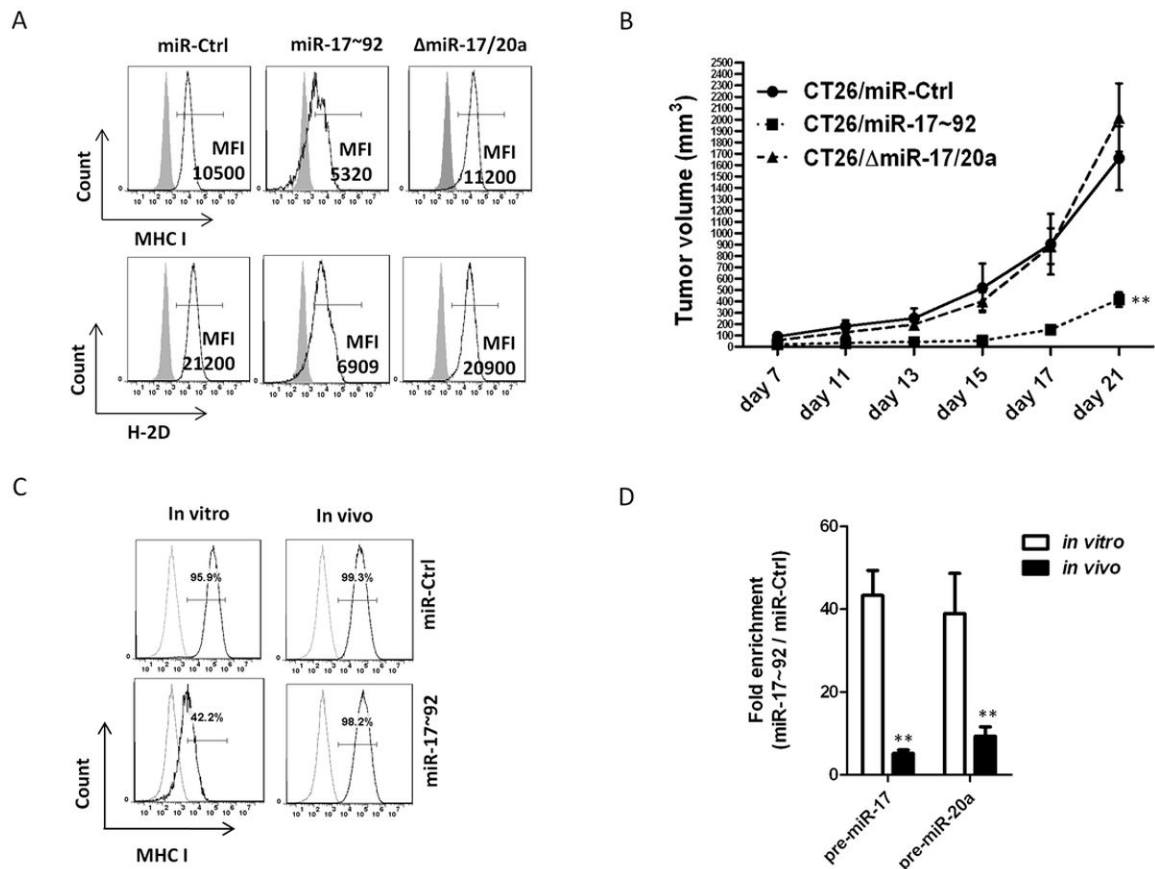 A
miR-Ctrl
miR-17~92
ΔmiR-17/20a
MFI
10500
MFI
5320
MFI
11200
Count
MHC I
MFI
21200
MFI
6909
MFI
20900
Count
H-2D
B
CT26/miR-Ctrl
CT26/miR-17~92
CT26/ΔmiR-17/20a
Tumor volume (mm³)
2500
2400
2300
2200
2100
2000
1900
1800
1700
1600
1500
1400
1300
1200
1100
1000
900
800
700
600
500
400
300
200
100
0
**
day 7
day 11
day 13
day 15
day 17
day 21
C
In vitro
In vivo
95.9%
99.3%
miR-Ctrl
42.2%
98.2%
miR-17~92
Count
MHC I
D
in vitro
in vivo
Fold enrichment
(miR-17~92 / miR-Ctrl)
60
40
20
0
**
**
pre-miR-17
pre-miR-20a